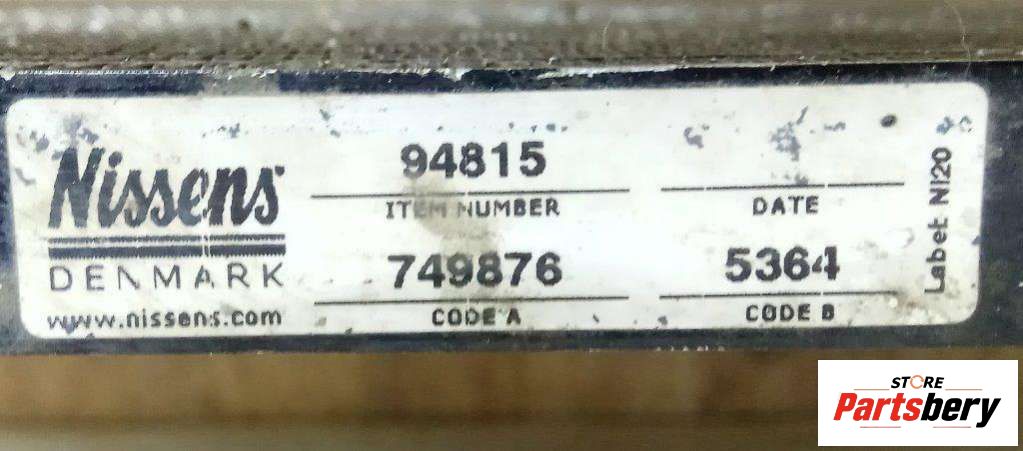 Nissens
DENMARK
www.nissens.com
94815
ITEM NUMBER
749876
CODE A
DATE
5364
CODE B
Label NI20
STORE
Partsbery